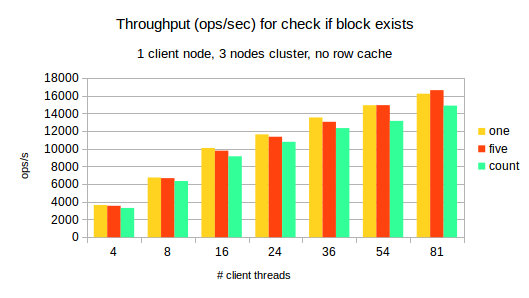 Throughput (ops/sec) for check if block exists
1 client node, 3 nodes cluster, no row cache
18000
16000
14000
12000
10000
8000
6000
4000
2000
0
ops/s
4 8 16 24 36 54 81
# client threads
one
five
count